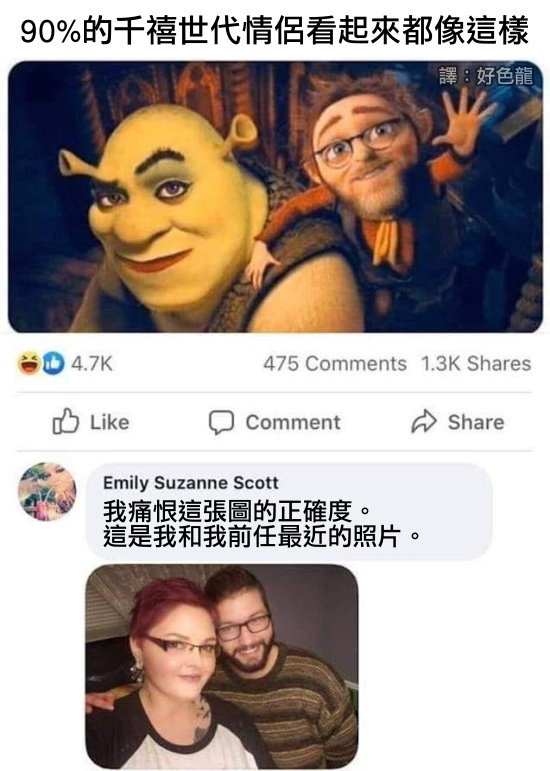 90%的千禧世代情侶看起來都像這樣
譯：好色龍
4.7K
475 Comments 1.3K Shares
Like
Comment
Share
Emily Suzanne Scott
我痛恨這張圖的正確度。
這是我和我前任最近的照片。